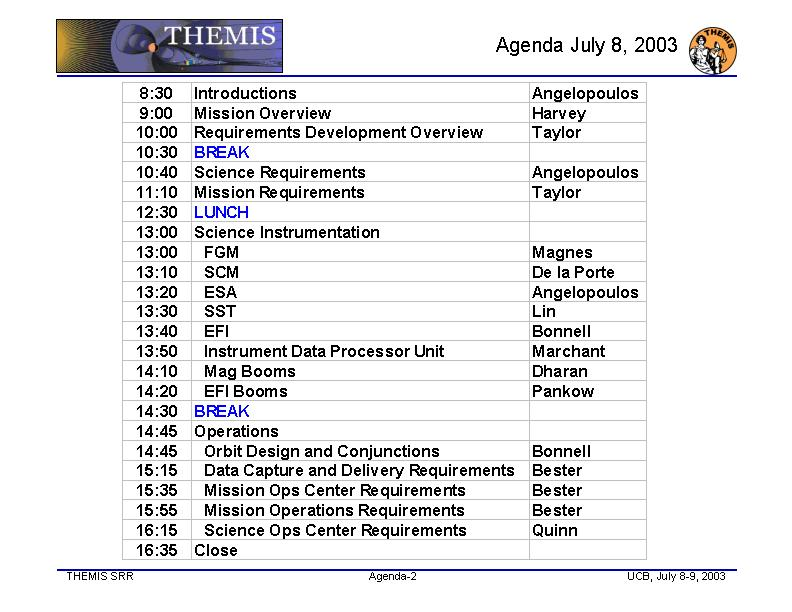 THEMIS
Agenda July 8, 2003
THEMIS
8:30 Introductions Angelopoulos
9:00 Mission Overview Harvey
10:00 Requirements Development Overview Taylor
10:30 BREAK
10:40 Science Requirements Angelopoulos
11:10 Mission Requirements Taylor
12:30 LUNCH
13:00 Science Instrumentation
13:00 FGM Magnes
13:10 SCM De la Porte
13:20 ESA Angelopoulos
13:30 SST Lin
13:40 EFI Bonnell
13:50 Instrument Data Processor Unit Marchant
14:10 Mag Booms Dharan
14:20 EFI Booms Pankow
14:30 BREAK
14:45 Operations
14:45 Orbit Design and Conjunctions Bonnell
15:15 Data Capture and Delivery Requirements Bester
15:35 Mission Ops Center Requirements Bester
15:55 Mission Operations Requirements Bester
16:15 Science Ops Center Requirements Quinn
16:35 Close
THEMIS SRR Agenda-2 UCB, July 8-9, 2003